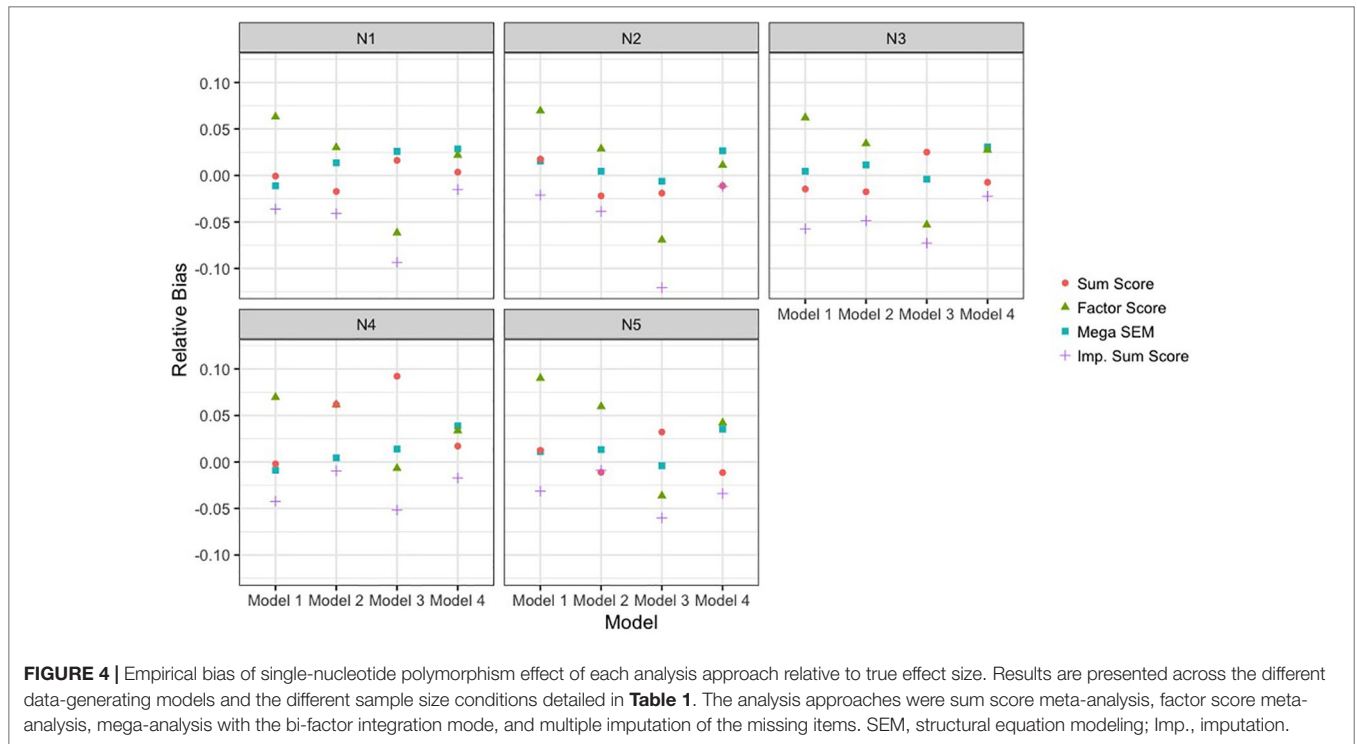 N1 N2 N3
0.10
0.05
0.00
-0.05
-0.10
Model 1 Model 2 Model 3 Model 4
N4 N5
0.10
0.05
0.00
-0.05
-0.10
Model 1 Model 2 Model 3 Model 4 Model 1 Model 2 Model 3 Model 4
Relative Bias
Model
Sum Score
Factor Score
Mega SEM
Imp. Sum Score
FIGURE 4 | Empirical bias of single-nucleotide polymorphism effect of each analysis approach relative to true effect size. Results are presented across the different
data-generating models and the different sample size conditions detailed in Table 1. The analysis approaches were sum score meta-analysis, factor score meta-
analysis, mega-analysis with the bi-factor integration mode, and multiple imputation of the missing items. SEM, structural equation modeling; Imp., imputation.